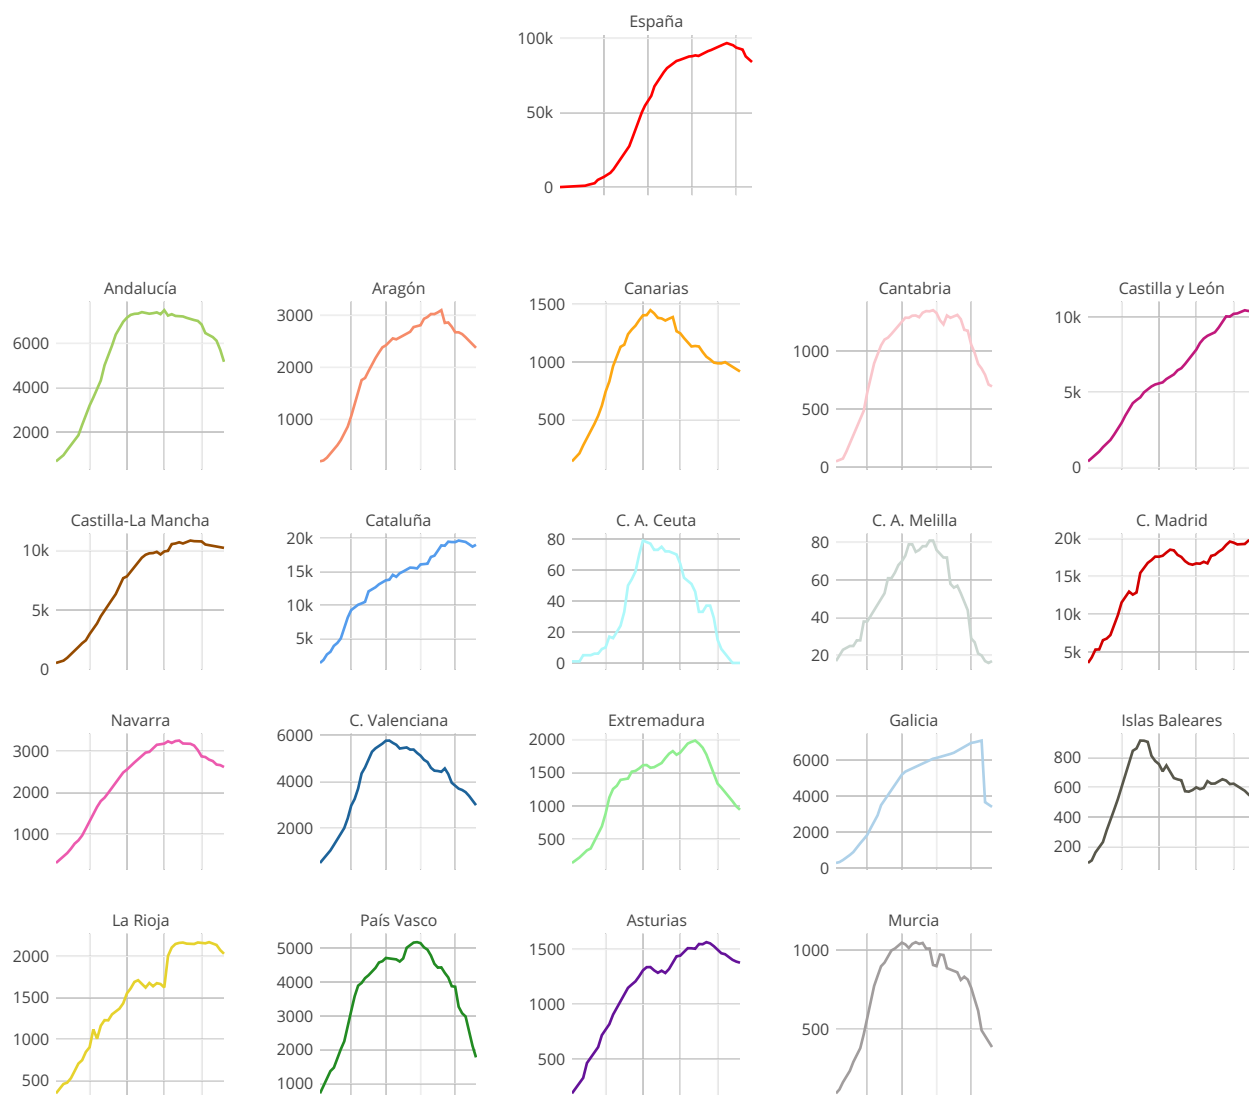 España
100k
50k
0
Andalucía
6000
4000
2000
Aragón
3000
2000
1000
Canarias
1500
1000
500
Cantabria
1000
500
0
Castilla y León
10k
5k
0
Castilla-La Mancha
10k
5k
0
Cataluña
20k
15k
10k
5k
C. A. Ceuta
80
60
40
20
0
C. A. Melilla
80
60
40
20
C. Madrid
20k
15k
10k
5k
Navarra
3000
2000
1000
C. Valenciana
6000
4000
2000
Extremadura
2000
1500
1000
500
Galicia
6000
4000
2000
0
Islas Baleares
800
600
400
200
La Rioja
2000
1500
1000
500
País Vasco
5000
4000
3000
2000
1000
Asturias
1500
1000
500
Murcia
1000
500